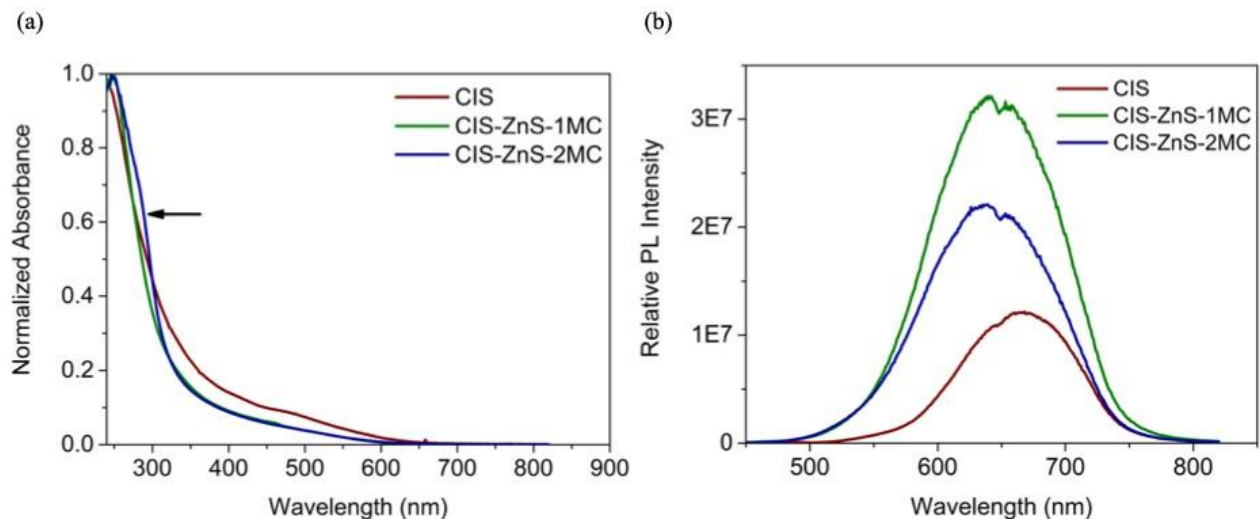 (a)
(b)
CIS
CIS-ZnS-1MC
CIS-ZnS-2MC
1.0
0.8
0.6
0.4
0.2
0.0
Normalized Absorbance
300 400 500 600 700 800 900
Wavelength (nm)
CIS
CIS-ZnS-1MC
CIS-ZnS-2MC
3E7
2E7
1E7
0
Relative PL Intensity
500 600 700 800
Wavelength (nm)